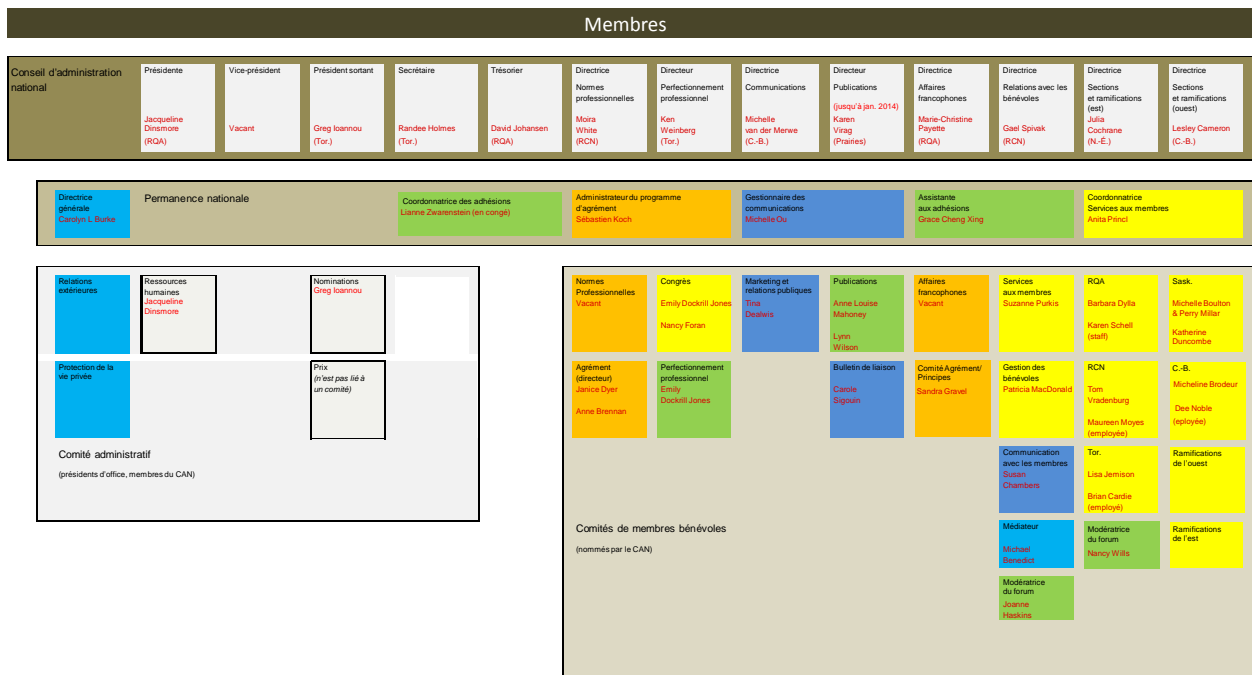 Membres
Conseil d'administration
national
Présidente
Jacqueline
Dinsmore
(RQA)
Vice-président
Vacant
Président sortant
Greg Ioannou
(Tor.)
Secrétaire
Randee Holmes
(Tor.)
Trésorier
David Johansen
(RQA)
Directrice
Normes
professionnelles
Moira
White
(RCN)
Directeur
Perfectionnement
professionnel
Ken
Weinberg
(Tor.)
Directrice
Communications
Michelle
van der Merwe
(C.-B.)
Directeur
Publications
(jusqu'à jan. 2014)
Karen
Virag
(Prairies)
Directrice
Affaires
francophones
Marie-Christine
Payette
(RQA)
Directrice
Relations avec les
bénévoles
Gael Spivak
(RCN)
Directrice
Sections
et ramifications
(est)
Julia
Cochrane
(N.-É.)
Directrice
Sections
et ramifications
(ouest)
Lesley Cameron
(C.-B.)
Directrice
générale
Carolyn L Burke
Permanence nationale
Coordonnatrice des adhésions
Lianne Zwarenstein (en congé)
Administrateur du programme
d'agrément
Sébastien Koch
Gestionnaire des
communications
Michelle Ou
Assistante
aux adhésions
Grace Cheng Xing
Coordonnatrice
Services aux membres
Anita Princl
Relations
extérieures
Ressources
humaines
Jacqueline
Dinsmore
Nominations
Greg Ioannou
Protection de la
vie privée
Prix
(n'est pas lié à
un comité)
Comité administratif
(présidents d'office, membres du CAN)
Normes
Professionnelles
Vacant
Congrès
Emily Dockrill Jones
Nancy Foran
Marketing et
relations publiques
Tina
Dealwis
Publications
Anne Louise
Mahoney
Lynn
Wilson
Affaires
francophones
Vacant
Services
aux membres
Suzanne Purkis
RQA
Barbara Dylla
Karen Schell
(staff)
Sask.
Michelle Boulton
& Perry Millar
Katherine
Duncombe
Agrément
(directeur)
Janice Dyer
Anne Brennan
Perfectionnement
professionnel
Emily
Dockrill Jones
Bulletin de liaison
Carole
Sigouin
Comité Agrément/
Principes
Sandra Gravel
Gestion des
bénévoles
Patricia MacDonald
RCN
Tom
Vradenburg
Maureen Moyes
(employée)
C.-B.
Micheline Brodeur
Dee Noble
(eployée)
Communication
avec les membres
Susan
Chambers
Tor.
Lisa Jemison
Brian Cardie
(employé)
Ramifications
de l'ouest
Comités de membres bénévoles
(nommés par le CAN)
Médiateur
Michael
Benedict
Modératrice
du forum
Nancy Wills
Ramifications
de l'est
Modératrice
du forum
Joanne
Haskins